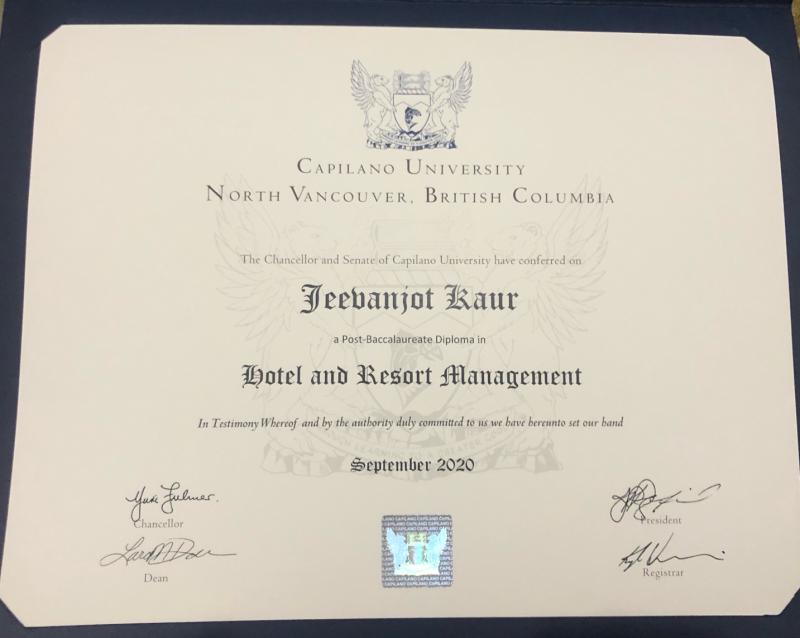 CAPILANO UNIVERSITY
NORTH VANCOUVER, BRITISH COLUMBIA
The Chancellor and Senate of Capilano University have conferred on
Jeevanjot Kaur
a Post-Baccalaureate Diploma in
Hotel and Resort Management
In Testimony Whereof and by the authority duly committed to us we have hereunto set our hand
September 2020
Chancellor
President
Dean
Registrar